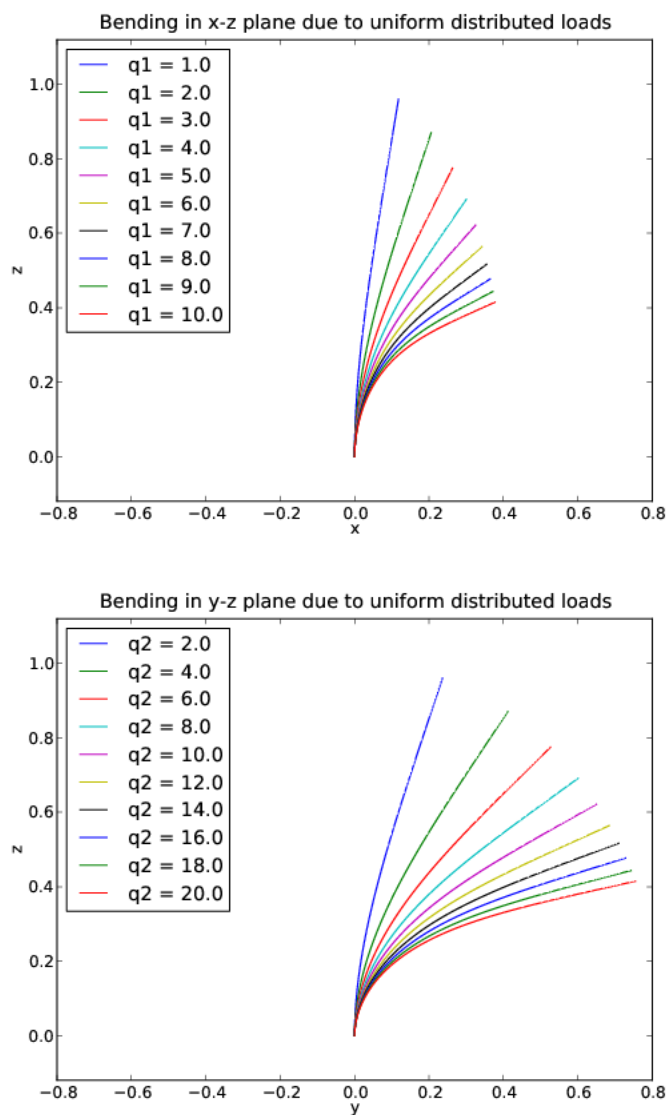 Bending in x-z plane due to uniform distributed loads
1.0
0.8
0.6
0.4
0.2
0.0
z
q1 = 1.0
q1 = 2.0
q1 = 3.0
q1 = 4.0
q1 = 5.0
q1 = 6.0
q1 = 7.0
q1 = 8.0
q1 = 9.0
q1 = 10.0
−0.8 −0.6 −0.4 −0.2 0.0 0.2 0.4 0.6 0.8
x
Bending in y-z plane due to uniform distributed loads
1.0
0.8
0.6
0.4
0.2
0.0
z
q2 = 2.0
q2 = 4.0
q2 = 6.0
q2 = 8.0
q2 = 10.0
q2 = 12.0
q2 = 14.0
q2 = 16.0
q2 = 18.0
q2 = 20.0
−0.8 −0.6 −0.4 −0.2 0.0 0.2 0.4 0.6 0.8
y